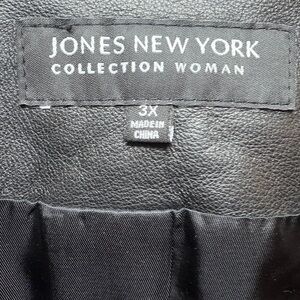 JONES NEW YORK
COLLECTION WOMAN
3X
MADE IN
CHINA